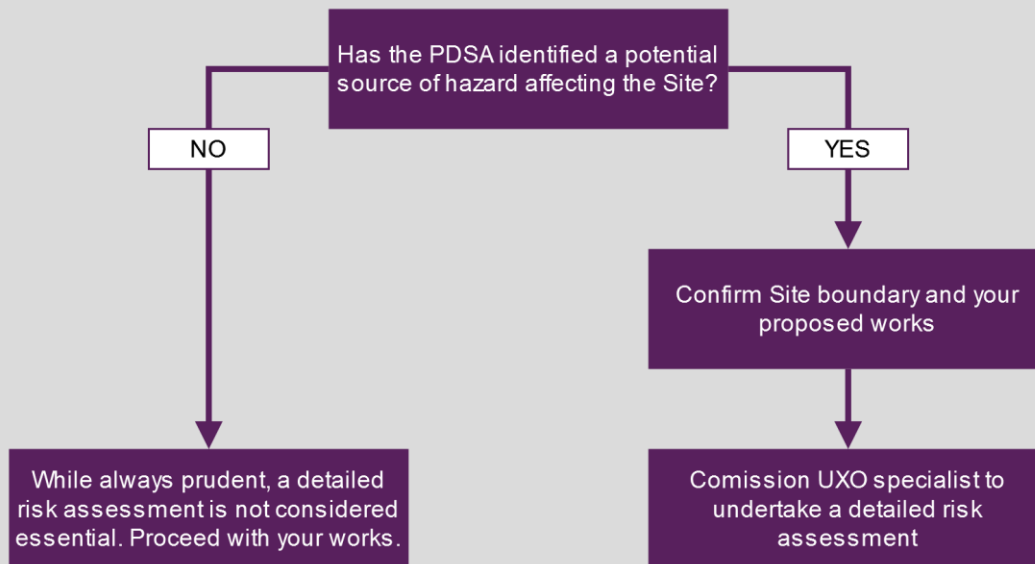 Has the PDSA identified a potential
source of hazard affecting the Site?
NO
YES
Confirm Site boundary and your
proposed works
While always prudent, a detailed
risk assessment is not considered
essential. Proceed with your works.
Comission UXO specialist to
undertake a detailed risk
assessment